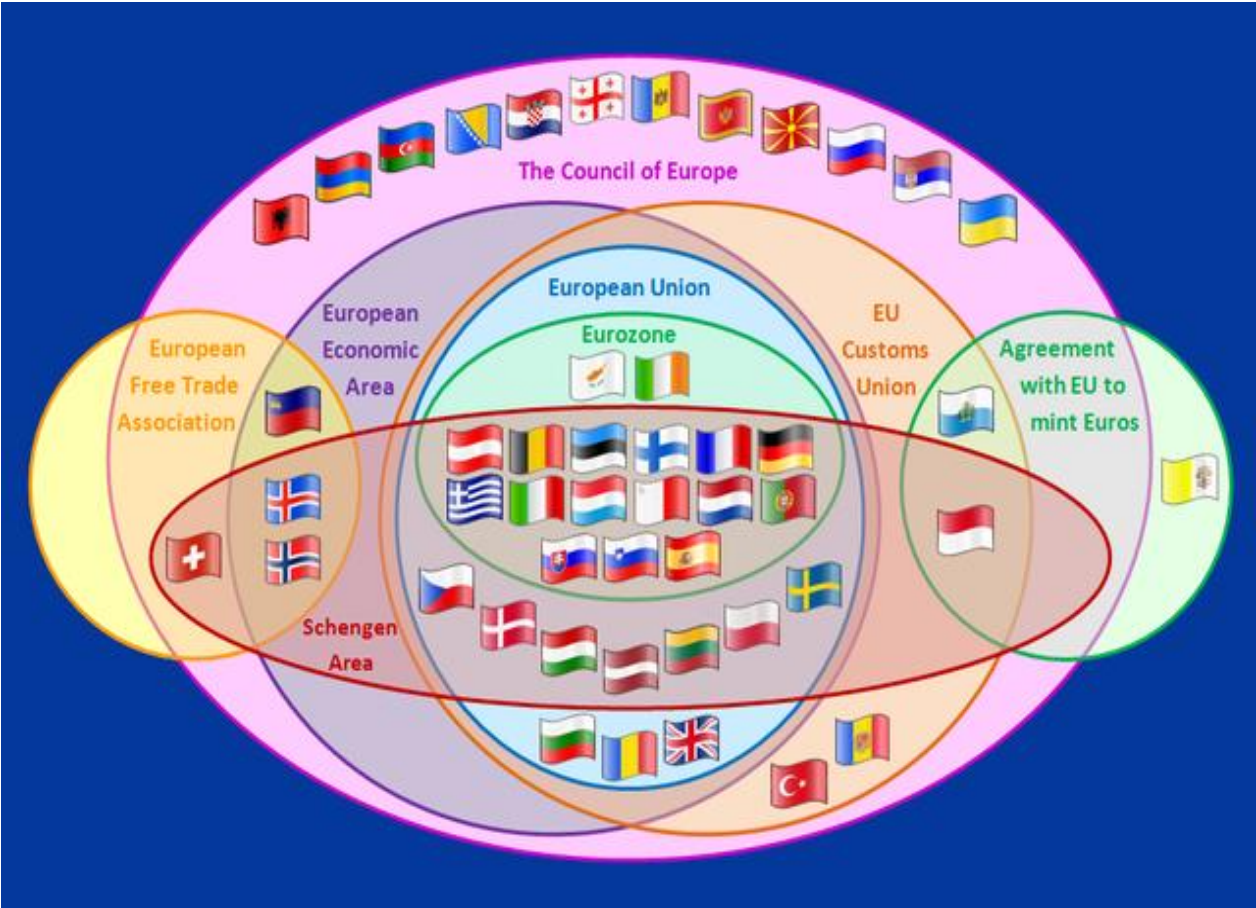 The Council of Europe
European Union
European
Economic
Area
EU
Customs
Union
Eurozone
European
Free Trade
Association
Agreement
with EU to
mint Euros
Schengen
Area